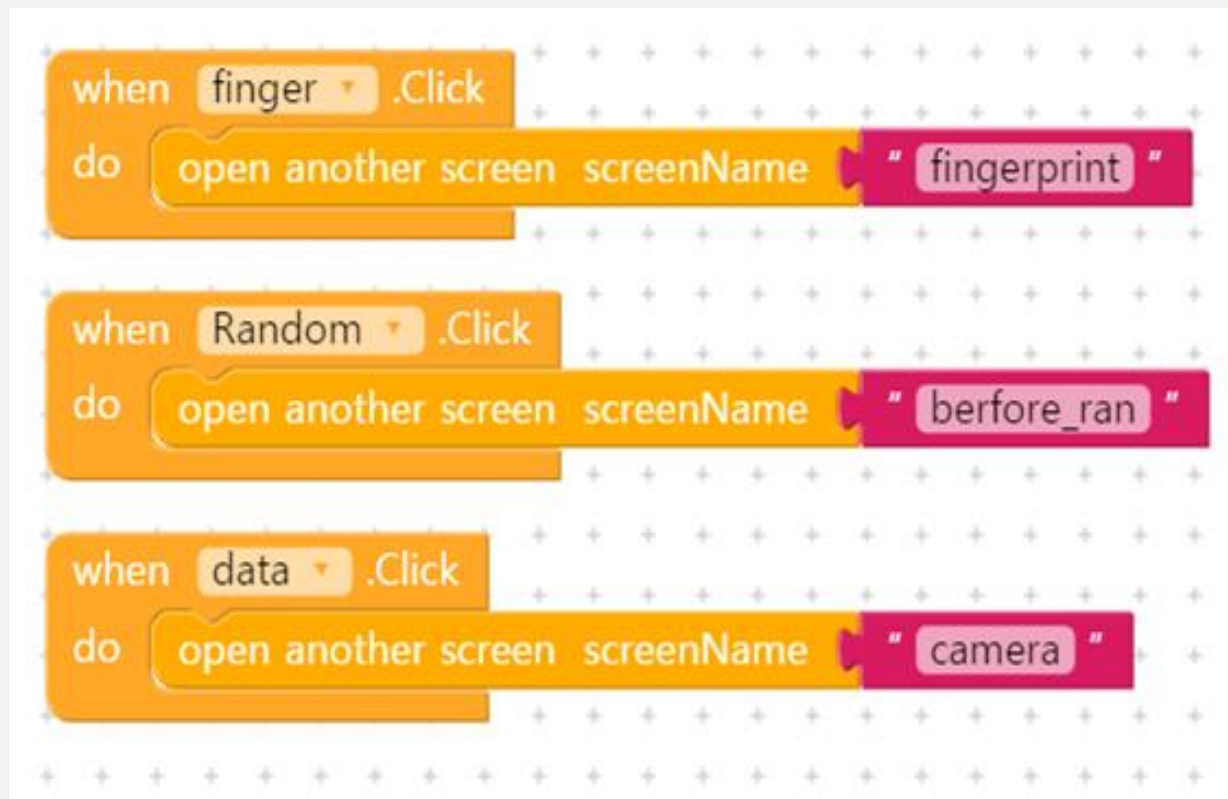 when finger .Click
do open another screen screenName " fingerprint "
when Random .Click
do open another screen screenName " berfore_ran "
when data .Click
do open another screen screenName " camera "